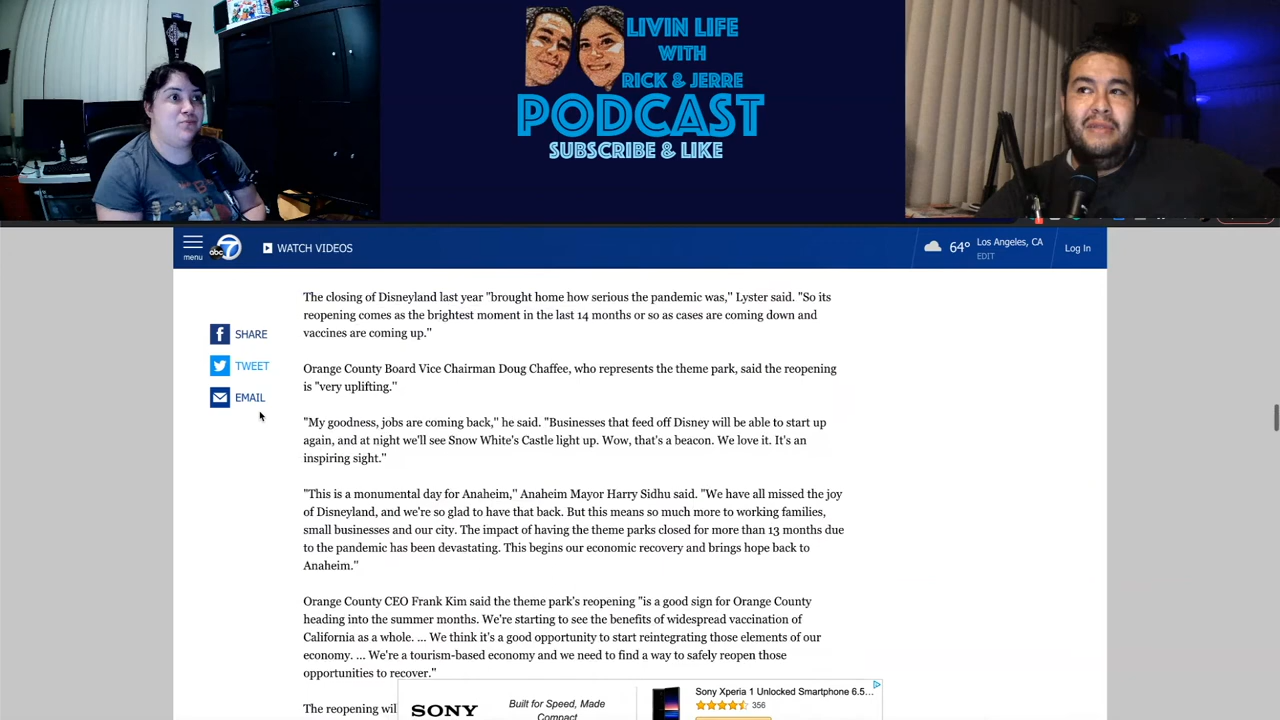 LIVIN LIFE
WITH
RICK & JERRE
PODCAST
SUBSCRIBE & LIKE
menu
abc 7
WATCH VIDEOS
64°
Los Angeles, CA
EDIT
Log In
SHARE
TWEET
EMAIL
The closing of Disneyland last year "brought home how serious the pandemic was,'' Lyster said. "So its
reopening comes as the brightest moment in the last 14 months or so as cases are coming down and
vaccines are coming up.''
Orange County Board Vice Chairman Doug Chaffee, who represents the theme park, said the reopening
is "very uplifting.''
"My goodness, jobs are coming back,'' he said. "Businesses that feed off Disney will be able to start up
again, and at night we'll see Snow White's Castle light up. Wow, that's a beacon. We love it. It's an
inspiring sight.''
"This is a monumental day for Anaheim,'' Anaheim Mayor Harry Sidhu said. "We have all missed the joy
of Disneyland, and we're so glad to have that back. But this means so much more to working families,
small businesses and our city. The impact of having the theme parks closed for more than 13 months due
to the pandemic has been devastating. This begins our economic recovery and brings hope back to
Anaheim.''
Orange County CEO Frank Kim said the theme park's reopening "is a good sign for Orange County
heading into the summer months. We're starting to see the benefits of widespread vaccination of
California as a whole. ... We think it's a good opportunity to start reintegrating those elements of our
economy. ... We're a tourism-based economy and we need to find a way to safely reopen those
opportunities to recover.''
The reopening wil
SONY
Built for Speed, Made
Compact
Sony Xperia 1 Unlocked Smartphone 6.5...
356